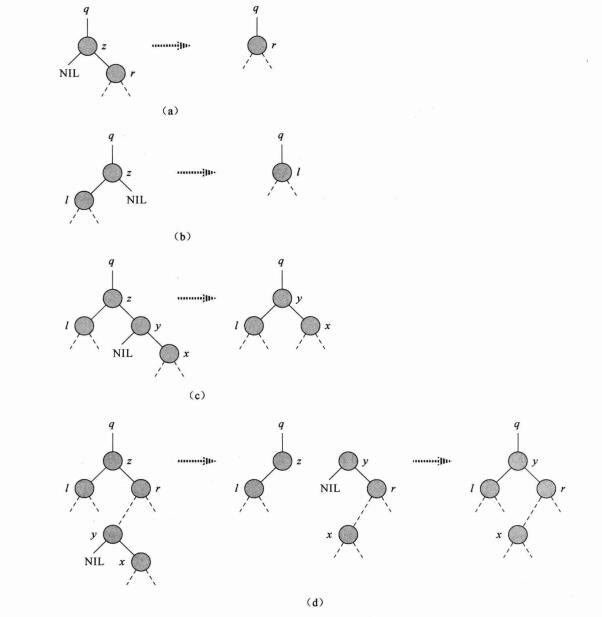 q q
z r
NIL r
(a)
q q
z l
l NIL
(b)
q q
z y
l y l x
NIL x
(c)
q q q
z z y y
l r l NIL r l r
y x x
NIL x
(d)